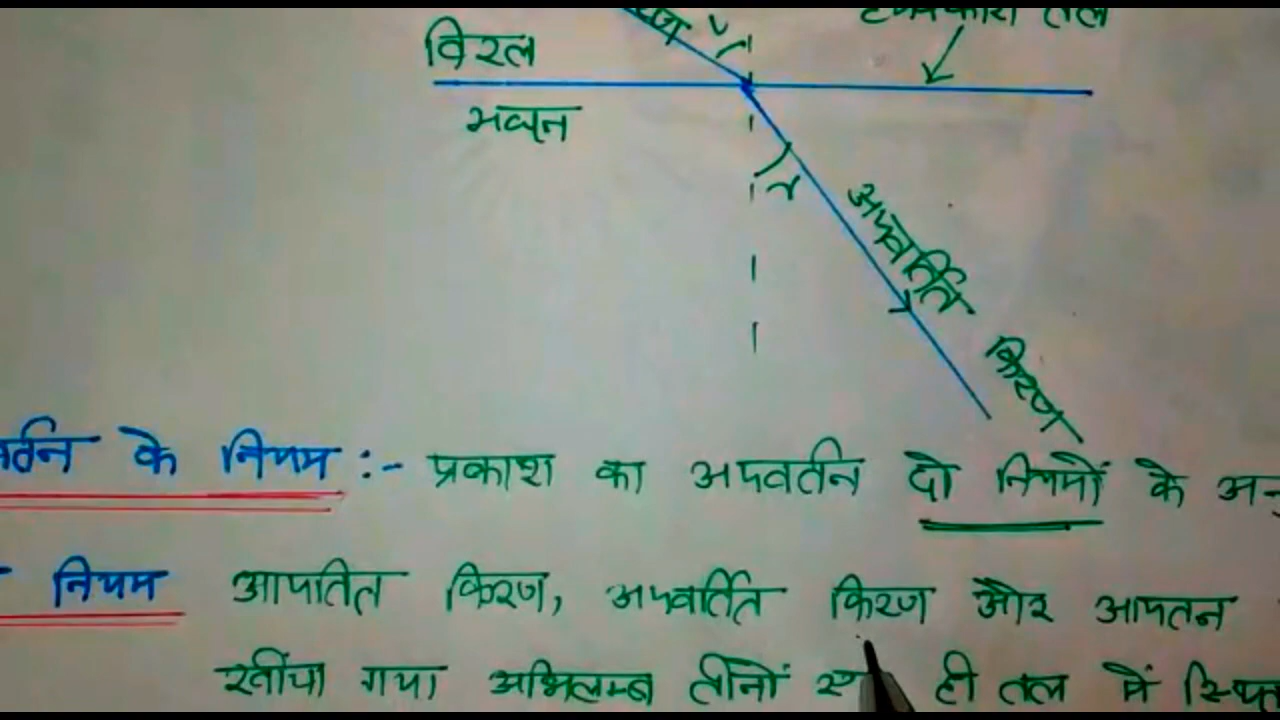 तल
विरल
सघन
r
अपवर्तित किरण
के नियम :- प्रकाश का अपवर्तन दो नियमों के
नियम आपतित किरण, अपवर्तित किरण और आपतन
खींचा गया अभिलम्ब तीनों ही तल में